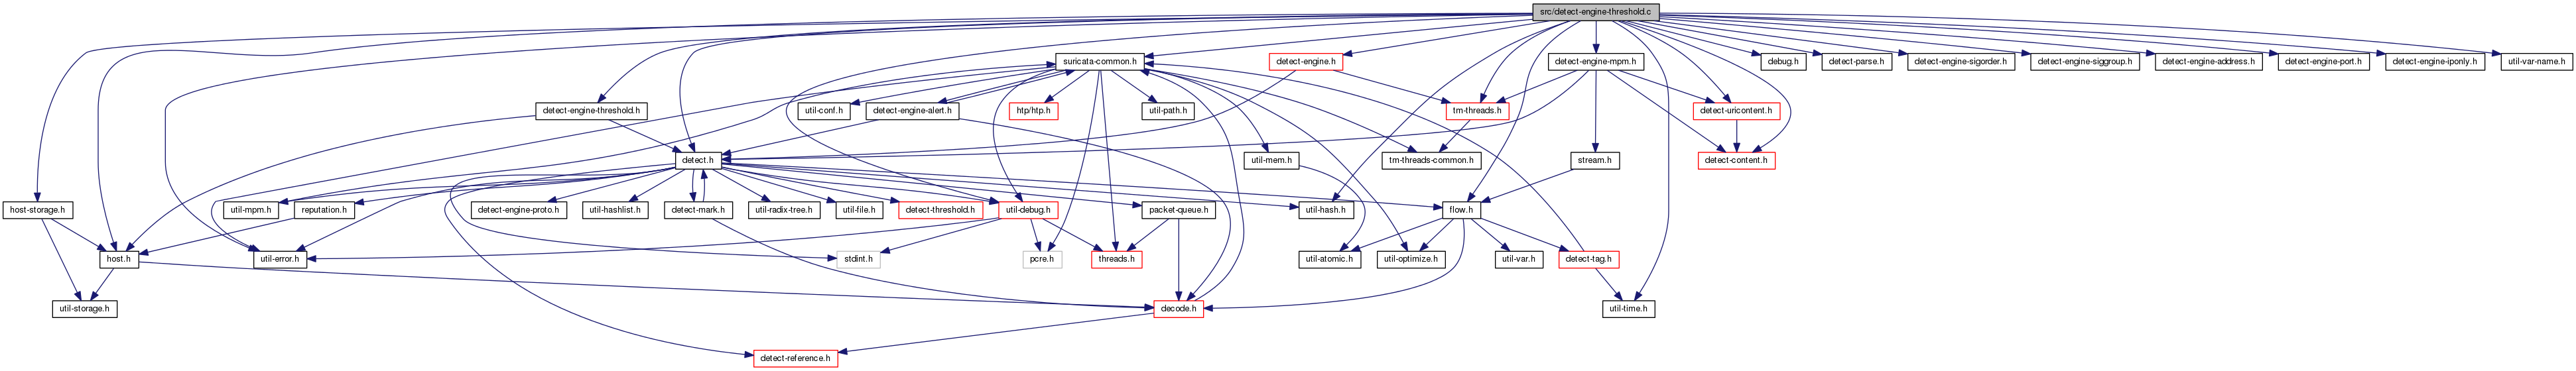 src/detect-engine-threshold.c
suricata-common.h
detect-engine.h
detect-engine-mpm.h
debug.h
detect-parse.h
detect-engine-sigorder.h
detect-engine-siggroup.h
detect-engine-address.h
detect-engine-port.h
detect-engine-iponly.h
util-var-name.h
detect-engine-threshold.h
util-conf.h
detect-engine-alert.h
htp/htp.h
util-path.h
tm-threads.h
detect-uricontent.h
detect.h
util-mem.h
tm-threads-common.h
stream.h
detect-content.h
host-storage.h
util-mpm.h
reputation.h
detect-engine-proto.h
util-hashlist.h
detect-mark.h
util-radix-tree.h
util-file.h
detect-threshold.h
util-debug.h
packet-queue.h
util-hash.h
flow.h
host.h
util-error.h
stdint.h
pcre.h
threads.h
util-atomic.h
util-optimize.h
util-var.h
detect-tag.h
util-storage.h
decode.h
util-time.h
detect-reference.h